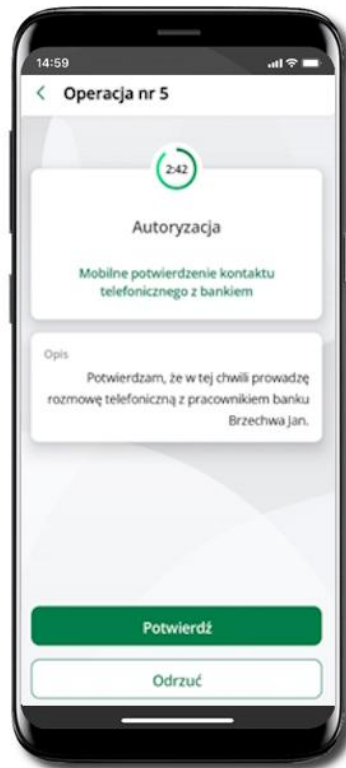 14:59
Operacja nr 5
2:42
Autoryzacja
Mobilne potwierdzenie kontaktu
telefonicznego z bankiem
Opis
Potwierdzam, że w tej chwili prowadzę
rozmowę telefoniczną z pracownikiem banku
Brzechwa Jan.
Potwierdź
Odrzuć